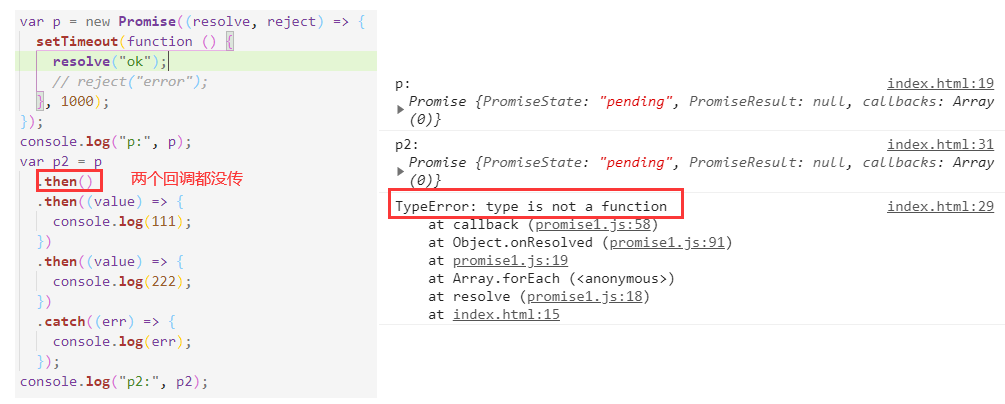 var p = new Promise((resolve, reject) => {
setTimeout(function () {
resolve("ok");
// reject("error");
}, 1000);
});
console.log("p:", p);
var p2 = p
.then() 两个回调都没传
.then((value) => {
console.log(111);
})
.then((value) => {
console.log(222);
})
.catch((err) => {
console.log(err);
});
console.log("p2:", p2);
p: index.html:19
Promise {PromiseState: "pending", PromiseResult: null, callbacks: Array
(0)}
p2: index.html:31
Promise {PromiseState: "pending", PromiseResult: null, callbacks: Array
(0)}
TypeError: type is not a function index.html:29
at callback (promise1.js:58)
at Object.onResolved (promise1.js:91)
at promise1.js:19
at Array.forEach (<anonymous>)
at resolve (promise1.js:18)
at index.html:15